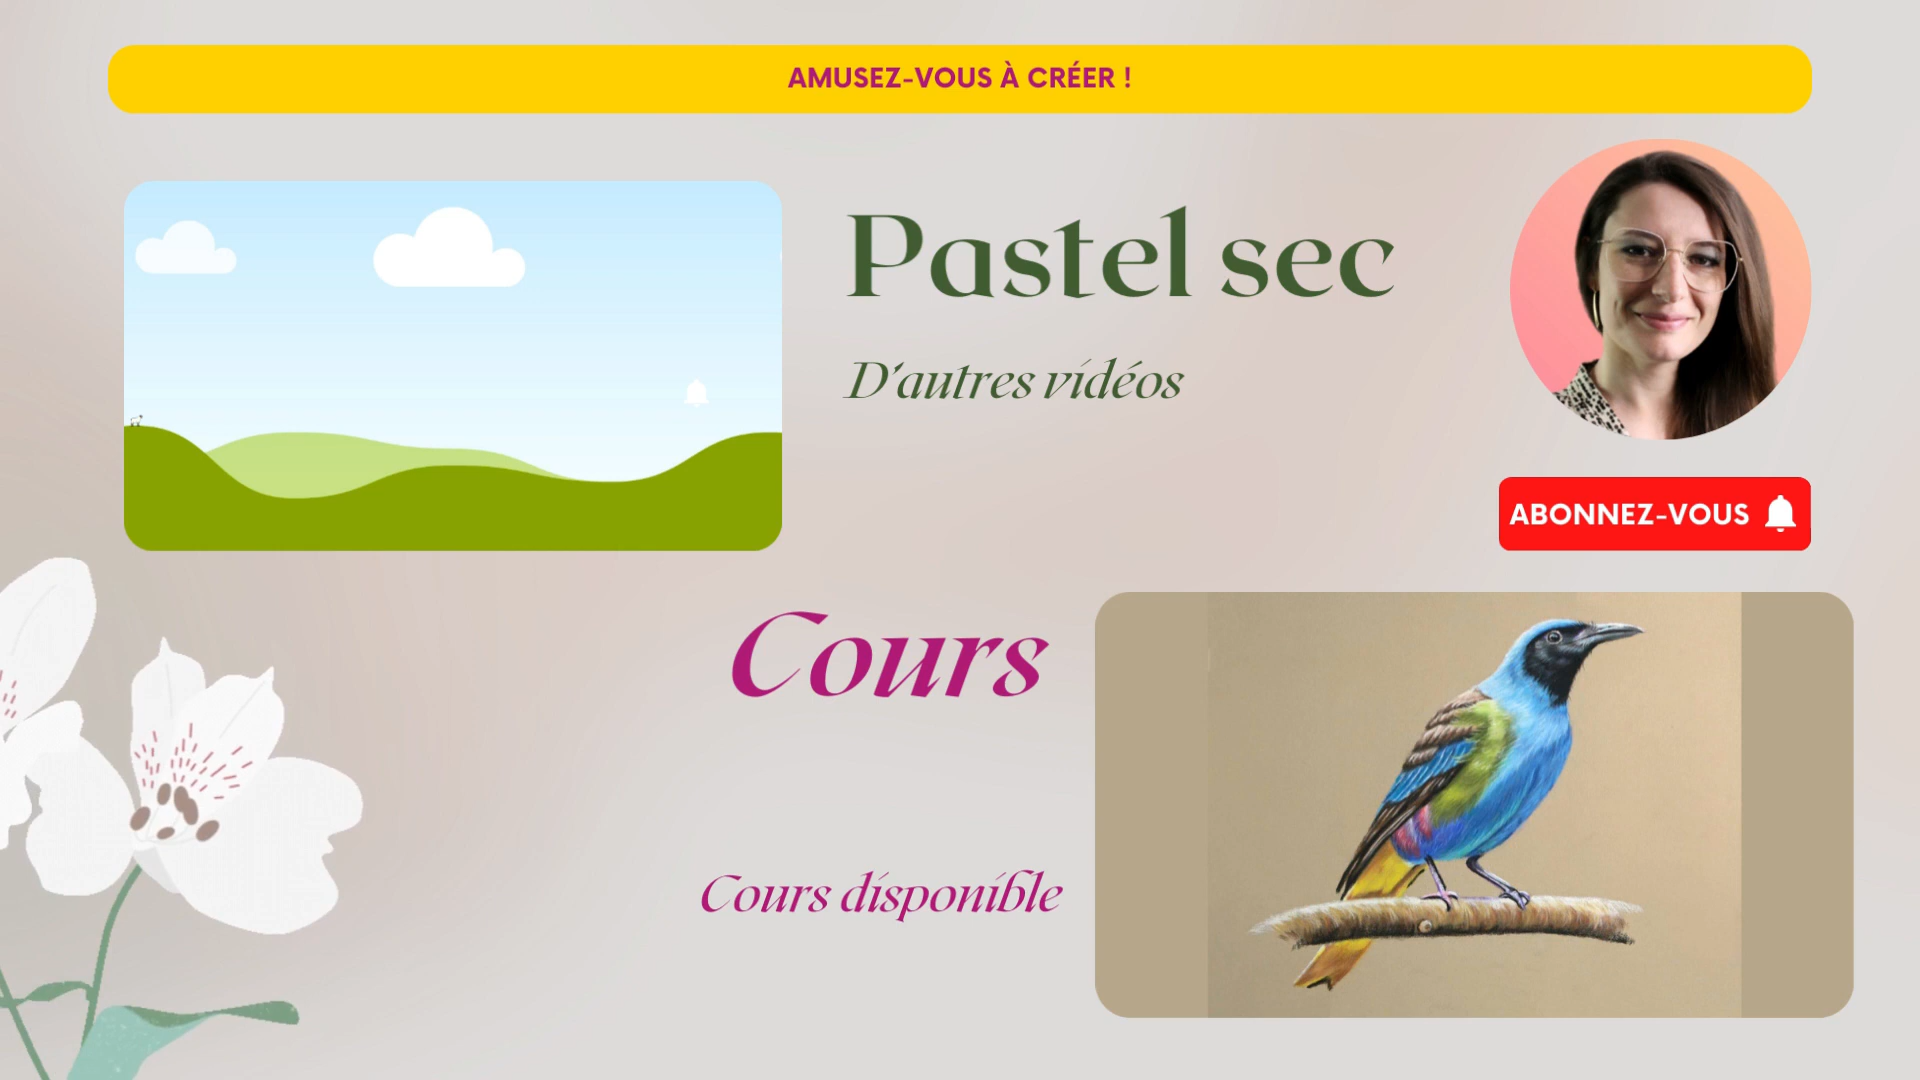 AMUSEZ-VOUS À CRÉER !
Pastel sec
D'autres vidéos
ABONNEZ-VOUS
Cours
Cours disponible